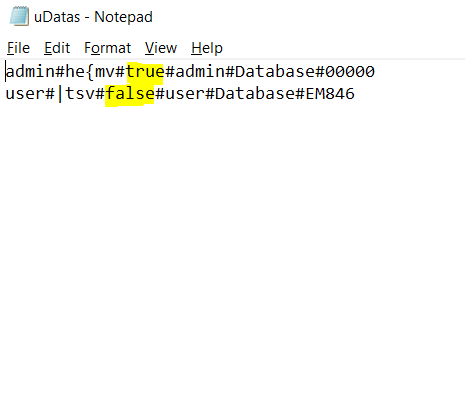 uDatas - Notepad
File Edit Format View Help
admin#he{mv#true#admin#Database#00000
user#|tsv#false#user#Database#EM846